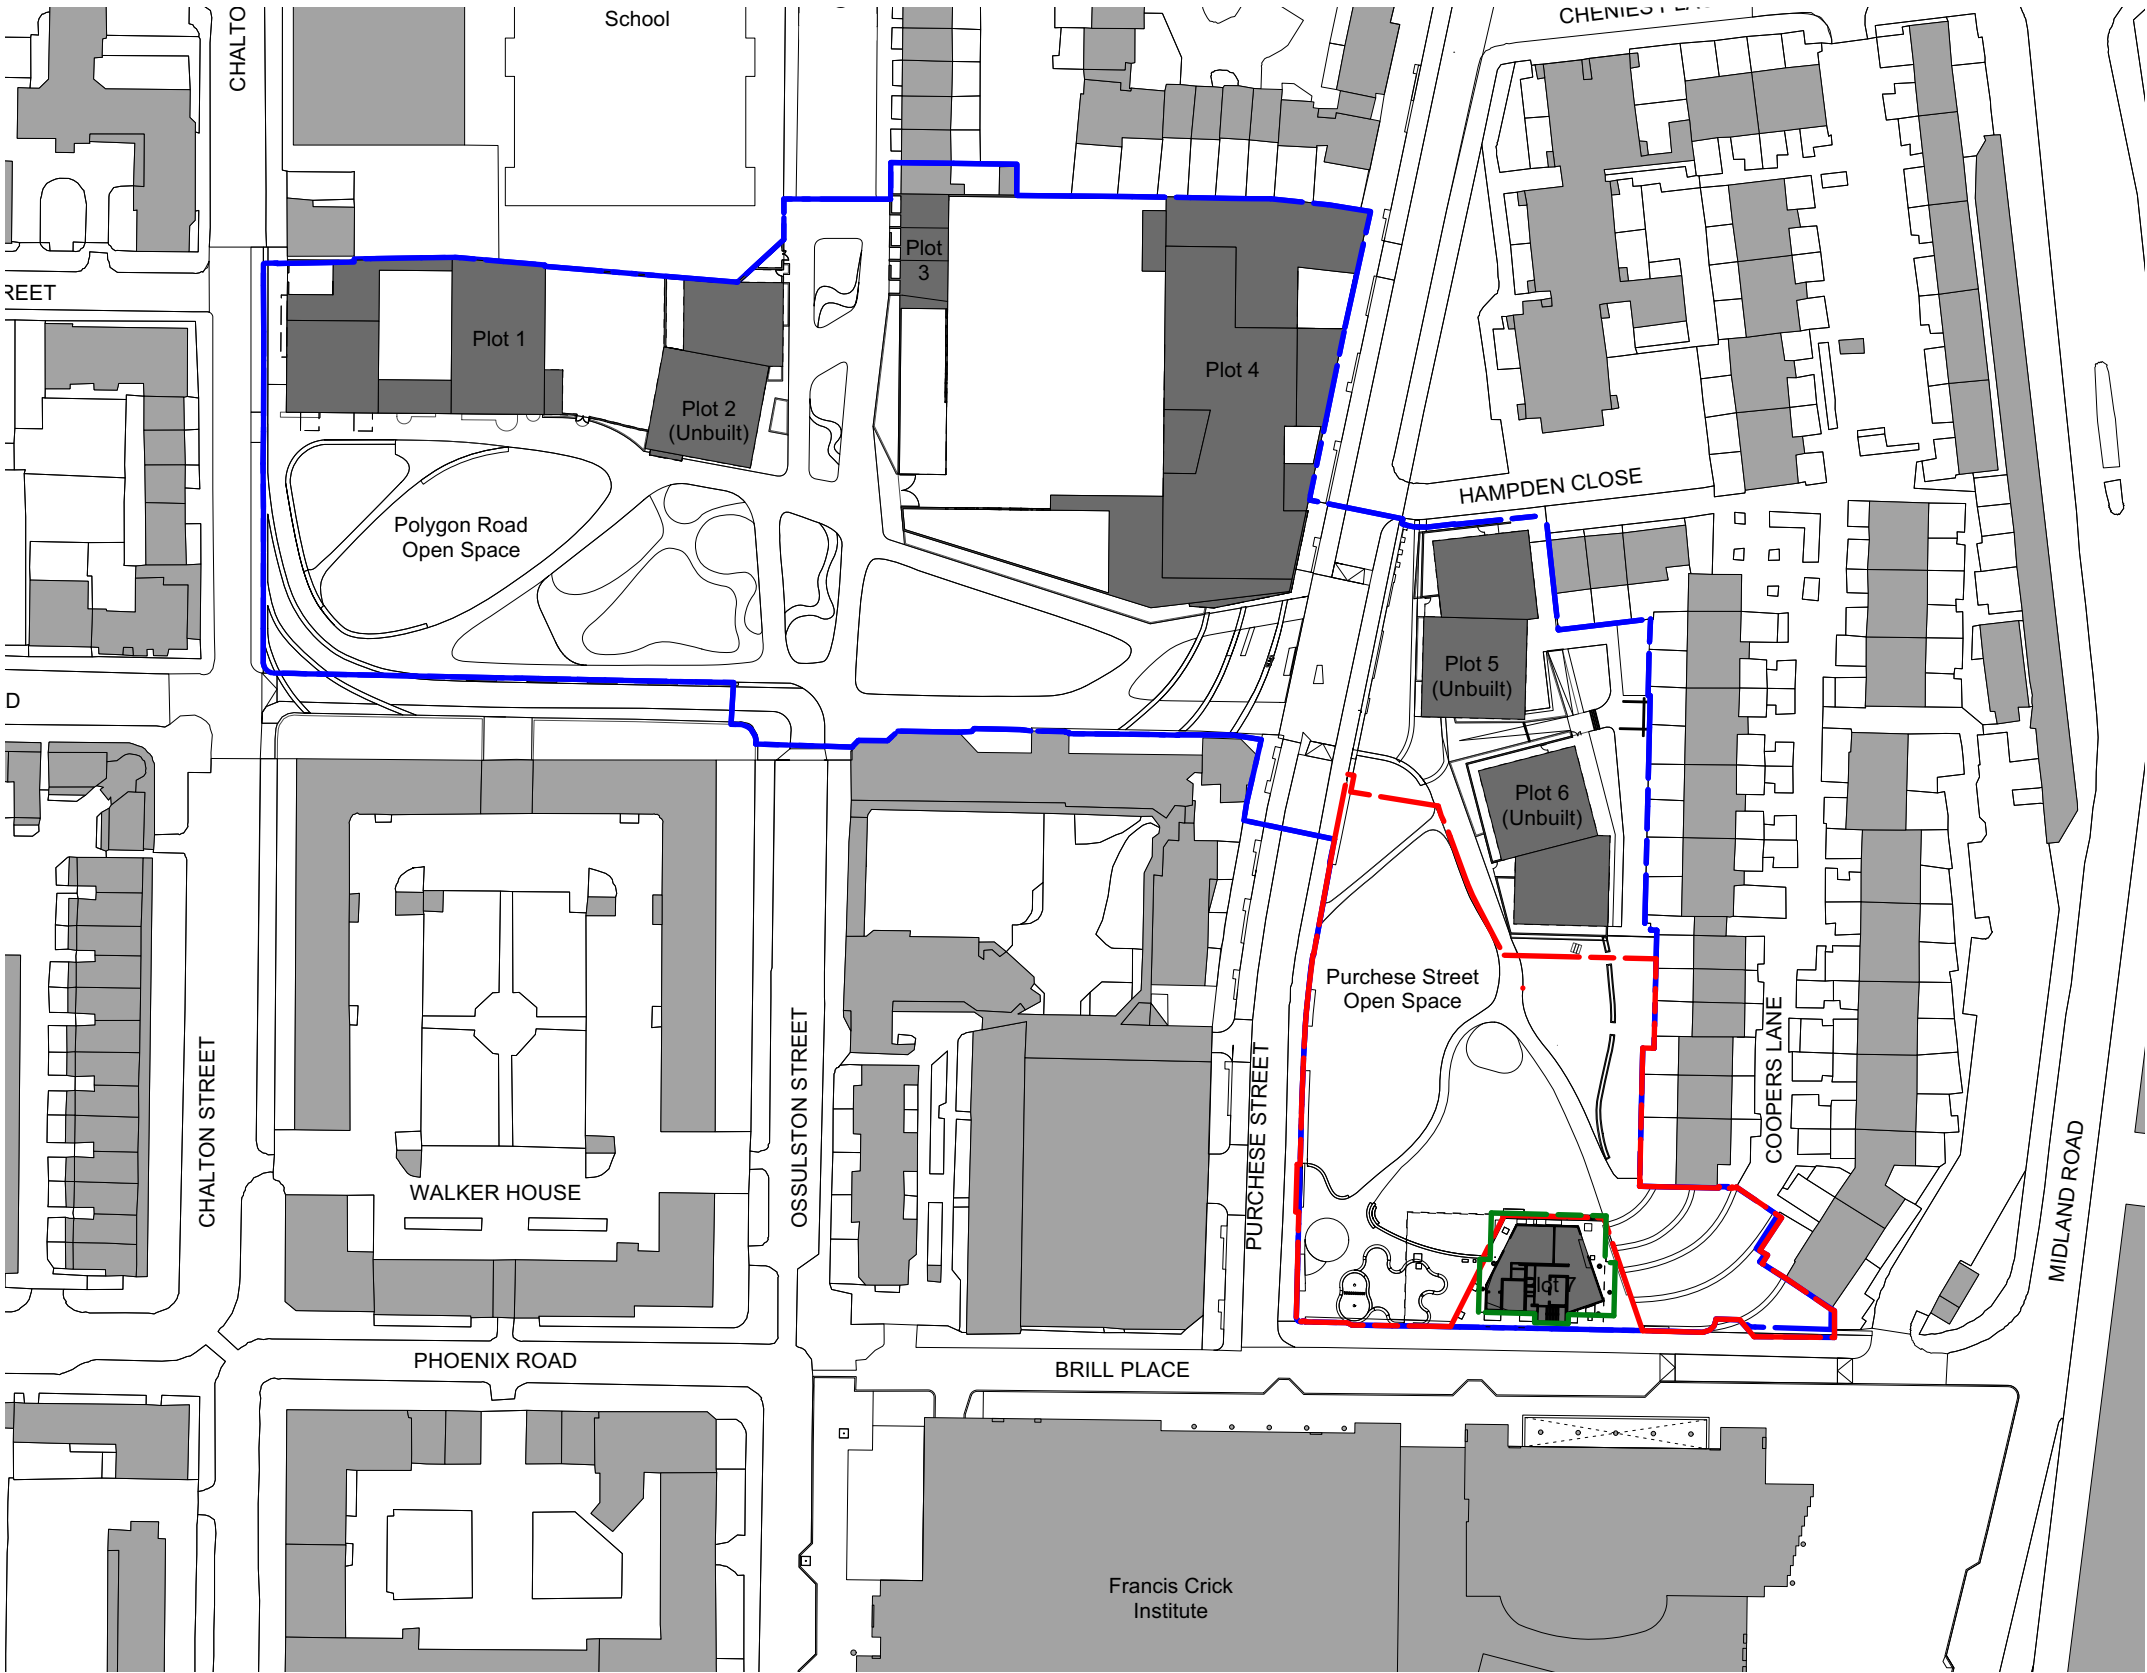 School
CHALTO
REET
Plot
3
Plot 1
Plot 2
(Unbuilt)
Plot 4
HAMPDEN CLOSE
Polygon Road
Open Space
Plot 5
(Unbuilt)
D
Plot 6
(Unbuilt)
Purchese Street
Open Space
CHALTON STREET
OSSULSTON STREET
PURCHESE STREET
COOPERS LANE
MIDLAND ROAD
WALKER HOUSE
lot 7
PHOENIX ROAD
BRILL PLACE
Francis Crick
Institute